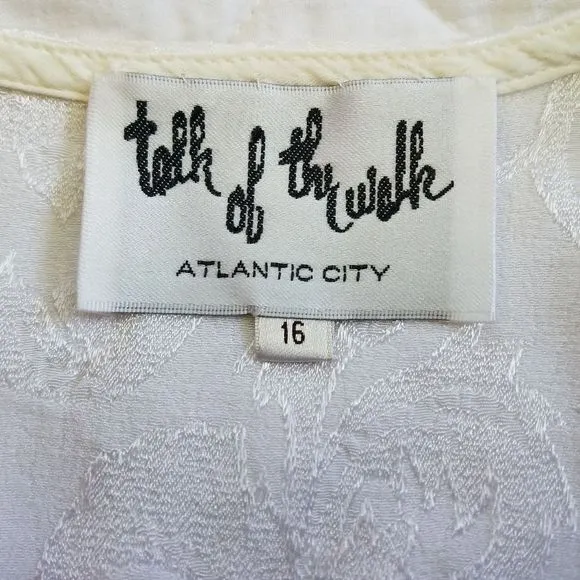 talk of the walk
ATLANTIC CITY
16